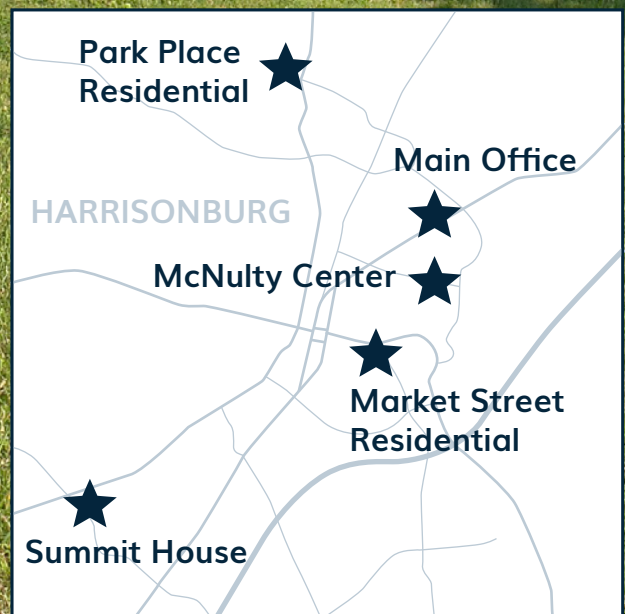 Park Place
Residential
Main Office
HARRISONBURG
McNulty Center
Market Street
Residential
Summit House